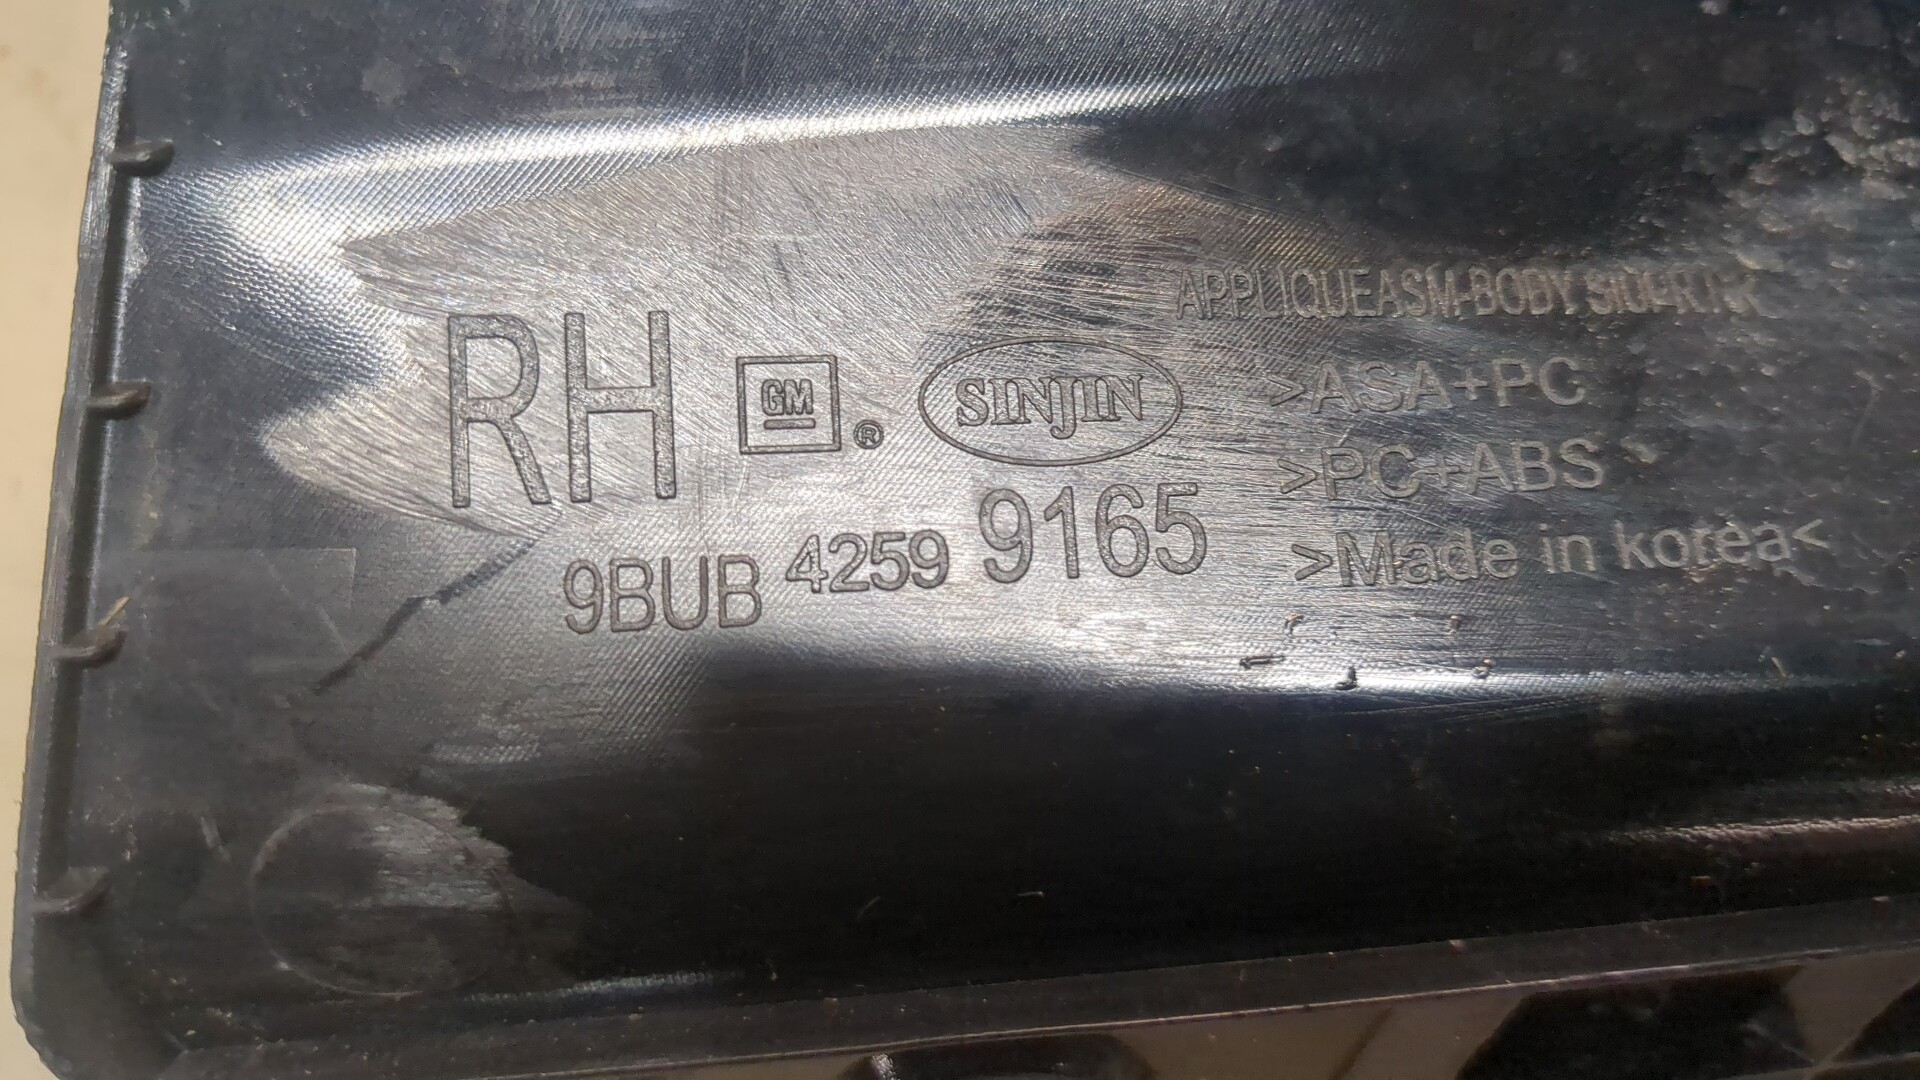 APPLIQUEASM-BODY SIDE RTR
RH GM ® SINJIN >ASA+PC
>PC+ABS
9BUB 4259 9165 >Made in korea<